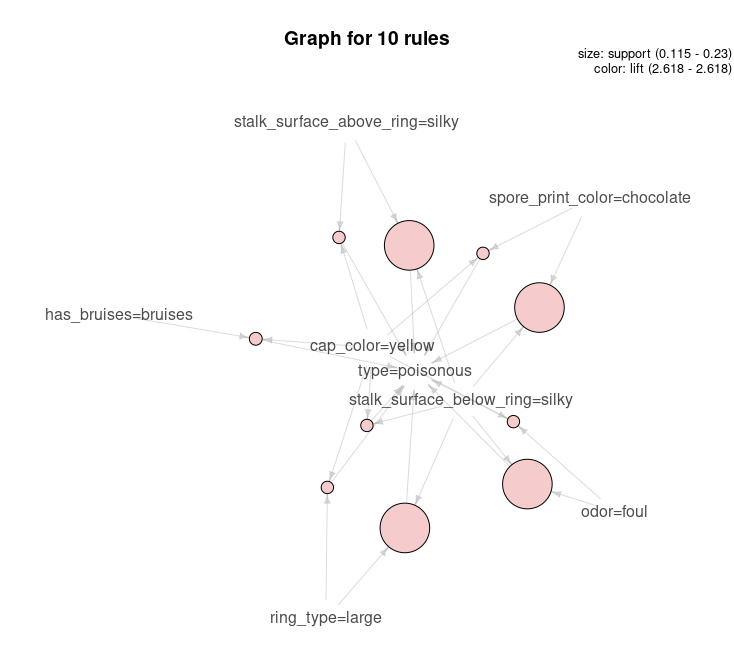 Graph for 10 rules
size: support (0.115 - 0.23)
color: lift (2.618 - 2.618)
stalk_surface_above_ring=silky
spore_print_color=chocolate
has_bruises=bruises
cap_color=yellow
type=poisonous
stalk_surface_below_ring=silky
odor=foul
ring_type=large